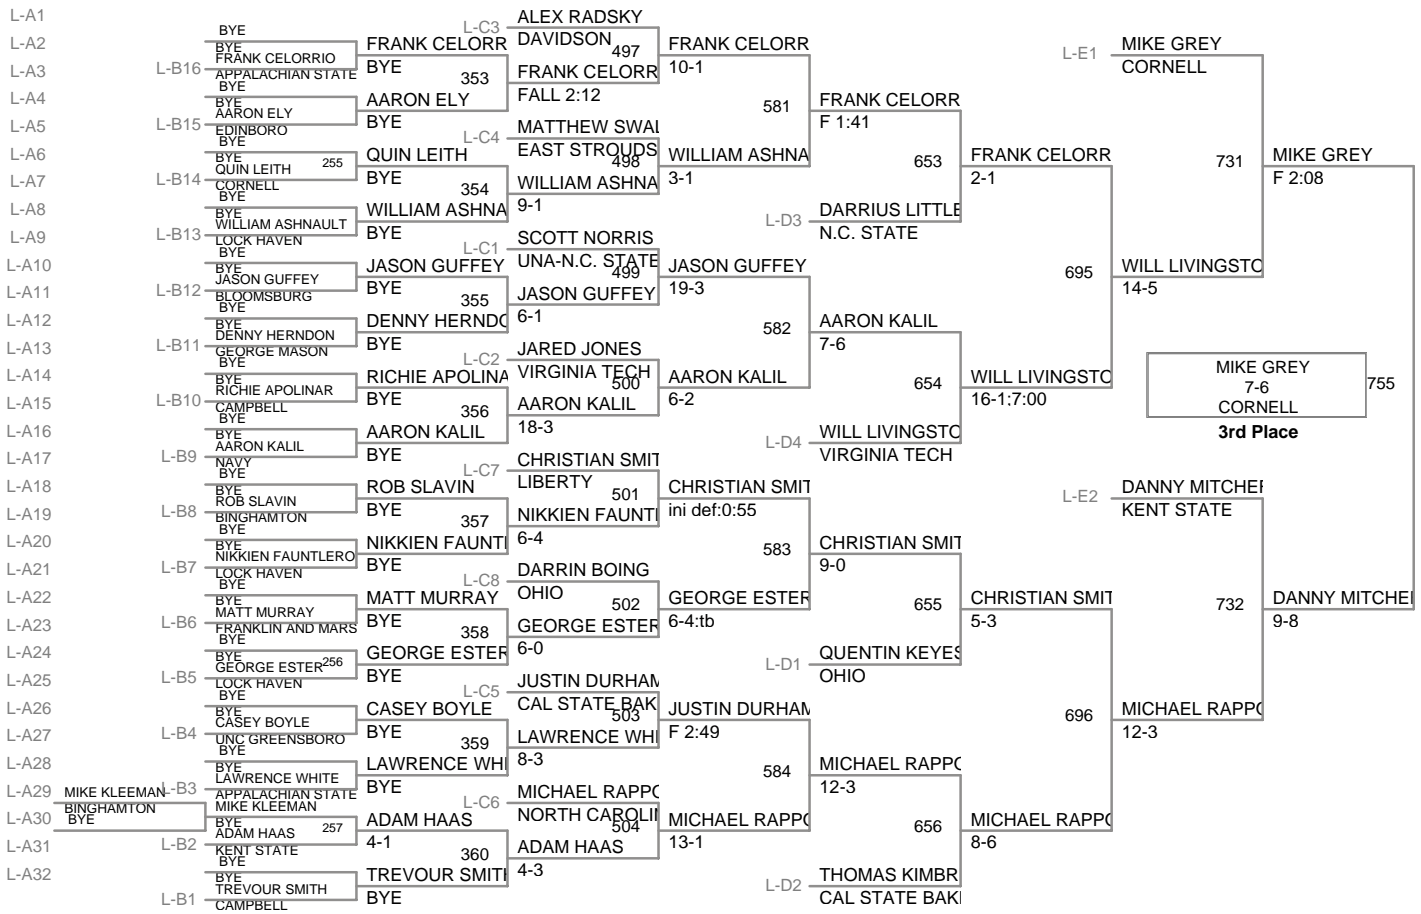 L-A1
L-A2
L-A3
L-A4
L-A5
L-A6
L-A7
L-A8
L-A9
L-A10
L-A11
L-A12
L-A13
L-A14
L-A15
L-A16
L-A17
L-A18
L-A19
L-A20
L-A21
L-A22
L-A23
L-A24
L-A25
L-A26
L-A27
L-A28
L-A29
L-A30
L-A31
L-A32
MIKE KLEEMAN
BINGHAMTON
BYE
BYE
BYE
L-B16
FRANK CELORRIO
APPALACHIAN STATE
BYE
BYE
L-B15
AARON ELY
EDINBORO
BYE
BYE
255
L-B14
QUIN LEITH
CORNELL
BYE
BYE
L-B13
WILLIAM ASHNAULT
LOCK HAVEN
BYE
BYE
L-B12
JASON GUFFEY
BLOOMSBURG
BYE
BYE
L-B11
DENNY HERNDON
GEORGE MASON
BYE
BYE
L-B10
RICHIE APOLINAR
CAMPBELL
BYE
BYE
L-B9
AARON KALIL
NAVY
BYE
BYE
L-B8
ROB SLAVIN
BINGHAMTON
BYE
BYE
L-B7
NIKKIEN FAUNTLERO
LOCK HAVEN
BYE
BYE
L-B6
MATT MURRAY
FRANKLIN AND MARS
BYE
BYE
256
L-B5
GEORGE ESTER
LOCK HAVEN
BYE
BYE
L-B4
CASEY BOYLE
UNC GREENSBORO
BYE
BYE
L-B3
LAWRENCE WHITE
APPALACHIAN STATE
MIKE KLEEMAN
BYE
257
L-B2
ADAM HAAS
KENT STATE
BYE
BYE
L-B1
TREVOUR SMITH
CAMPBELL
FRANK CELORR
BYE
353
AARON ELY
BYE
QUIN LEITH
BYE
354
WILLIAM ASHNA
BYE
JASON GUFFEY
BYE
355
DENNY HERNDO
BYE
RICHIE APOLINA
BYE
356
AARON KALIL
BYE
ROB SLAVIN
BYE
357
NIKKIEN FAUNT
BYE
MATT MURRAY
BYE
358
GEORGE ESTER
BYE
CASEY BOYLE
BYE
359
LAWRENCE WHI
BYE
ADAM HAAS
4-1
360
TREVOUR SMITH
BYE
L-C3
ALEX RADSKY
DAVIDSON
497
FRANK CELORR
FALL 2:12
L-C4
MATTHEW SWAL
EAST STROUDS
498
WILLIAM ASHNA
9-1
L-C1
SCOTT NORRIS
UNA-N.C. STATE
499
JASON GUFFEY
6-1
L-C2
JARED JONES
VIRGINIA TECH
500
AARON KALIL
18-3
L-C7
CHRISTIAN SMIT
LIBERTY
501
NIKKIEN FAUNT
6-4
L-C8
DARRIN BOING
OHIO
502
GEORGE ESTER
6-0
L-C5
JUSTIN DURHAM
CAL STATE BAK
503
LAWRENCE WHI
8-3
L-C6
MICHAEL RAPPO
NORTH CAROLIN
504
ADAM HAAS
4-3
FRANK CELORR
10-1
581
WILLIAM ASHNA
3-1
JASON GUFFEY
19-3
582
AARON KALIL
6-2
CHRISTIAN SMIT
ini def:0:55
583
GEORGE ESTER
6-4:tb
JUSTIN DURHAM
F 2:49
584
MICHAEL RAPPO
13-1
FRANK CELORR
F 1:41
653
L-D3
DARRIUS LITTLE
N.C. STATE
AARON KALIL
7-6
654
L-D4
WILL LIVINGSTO
VIRGINIA TECH
CHRISTIAN SMIT
9-0
655
L-D1
QUENTIN KEYES
OHIO
MICHAEL RAPPO
12-3
656
L-D2
THOMAS KIMBR
CAL STATE BAK
FRANK CELORR
2-1
695
WILL LIVINGSTO
16-1:7:00
CHRISTIAN SMIT
5-3
696
MICHAEL RAPPO
8-6
L-E1
MIKE GREY
CORNELL
731
WILL LIVINGSTO
14-5
L-E2
DANNY MITCHE
KENT STATE
732
MICHAEL RAPPO
12-3
MIKE GREY
F 2:08
DANNY MITCHE
9-8
MIKE GREY
7-6
CORNELL
755
3rd Place